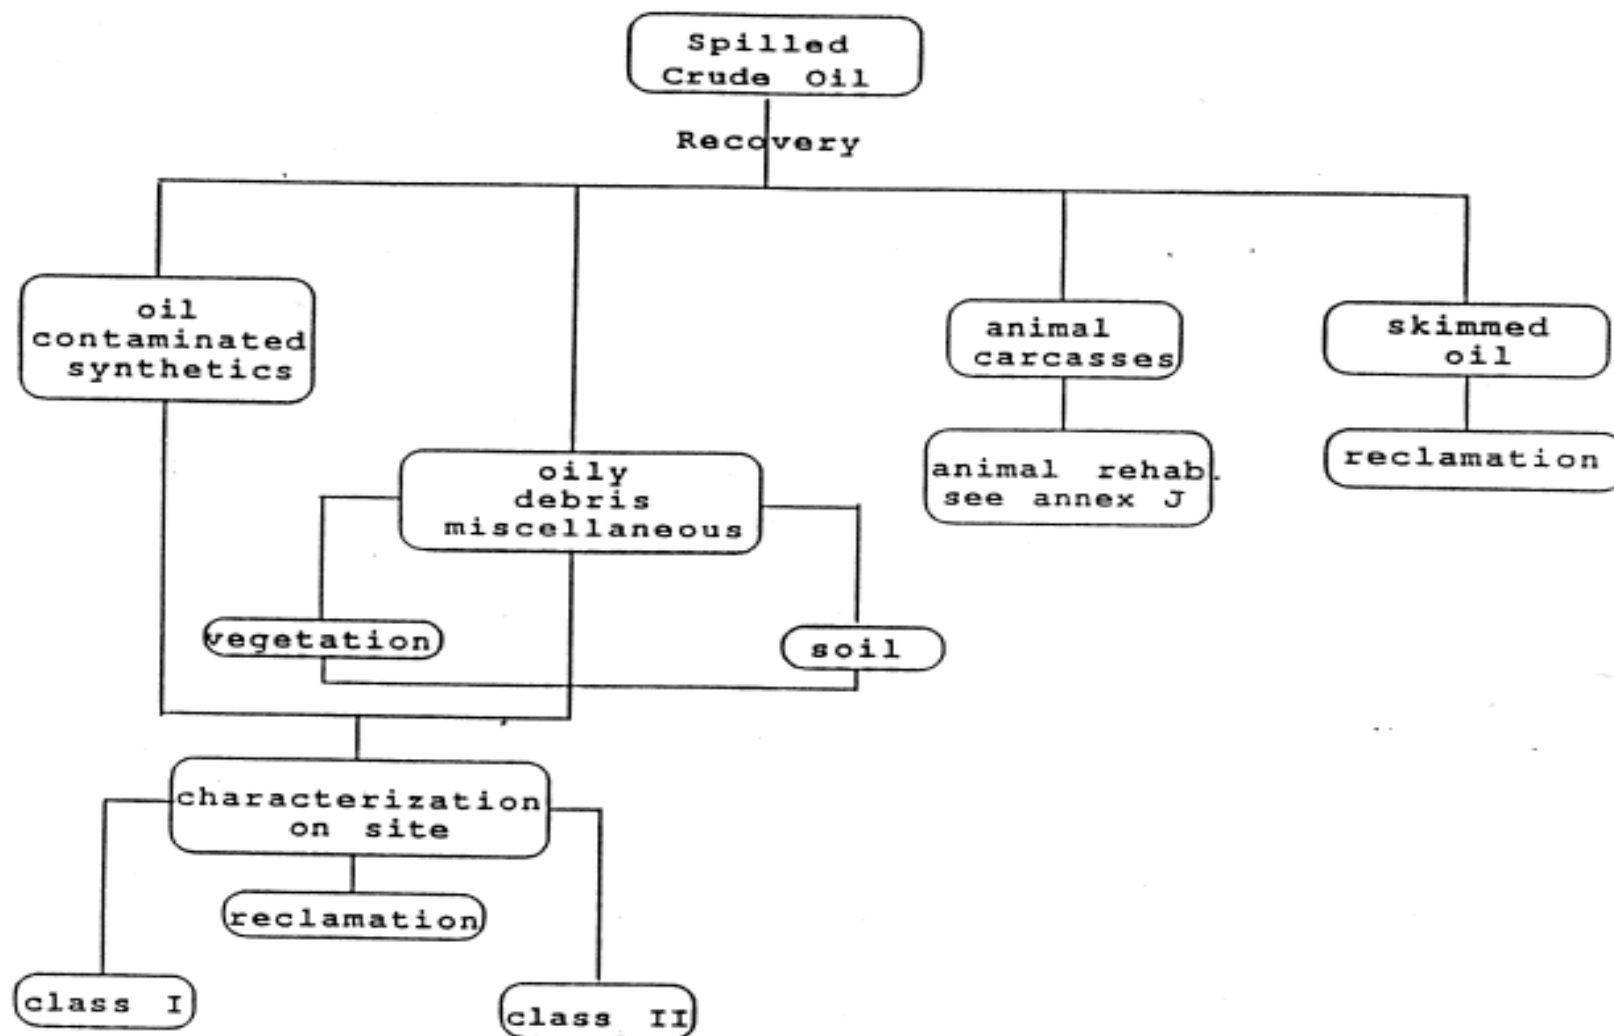 Spilled
Crude Oil
Recovery
oil
contaminated
synthetics
animal
carcasses
skimmed
oil
oily
debris
miscellaneous
animal rehab.
see annex J
reclamation
vegetation
soil
characterization
on site
reclamation
class I
class II